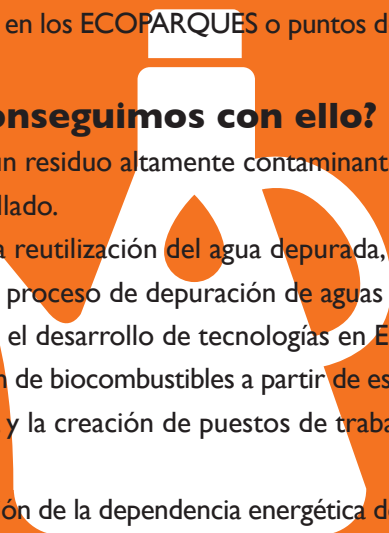 en los ECOPARQUES o puntos d
onseguimos con ello?
un residuo altamente contaminant
llado.
a reutilización del agua depurada,
proceso de depuración de aguas
el desarrollo de tecnologías en E
n de biocombustibles a partir de es
y la creación de puestos de traba
ón de la dependencia energética de